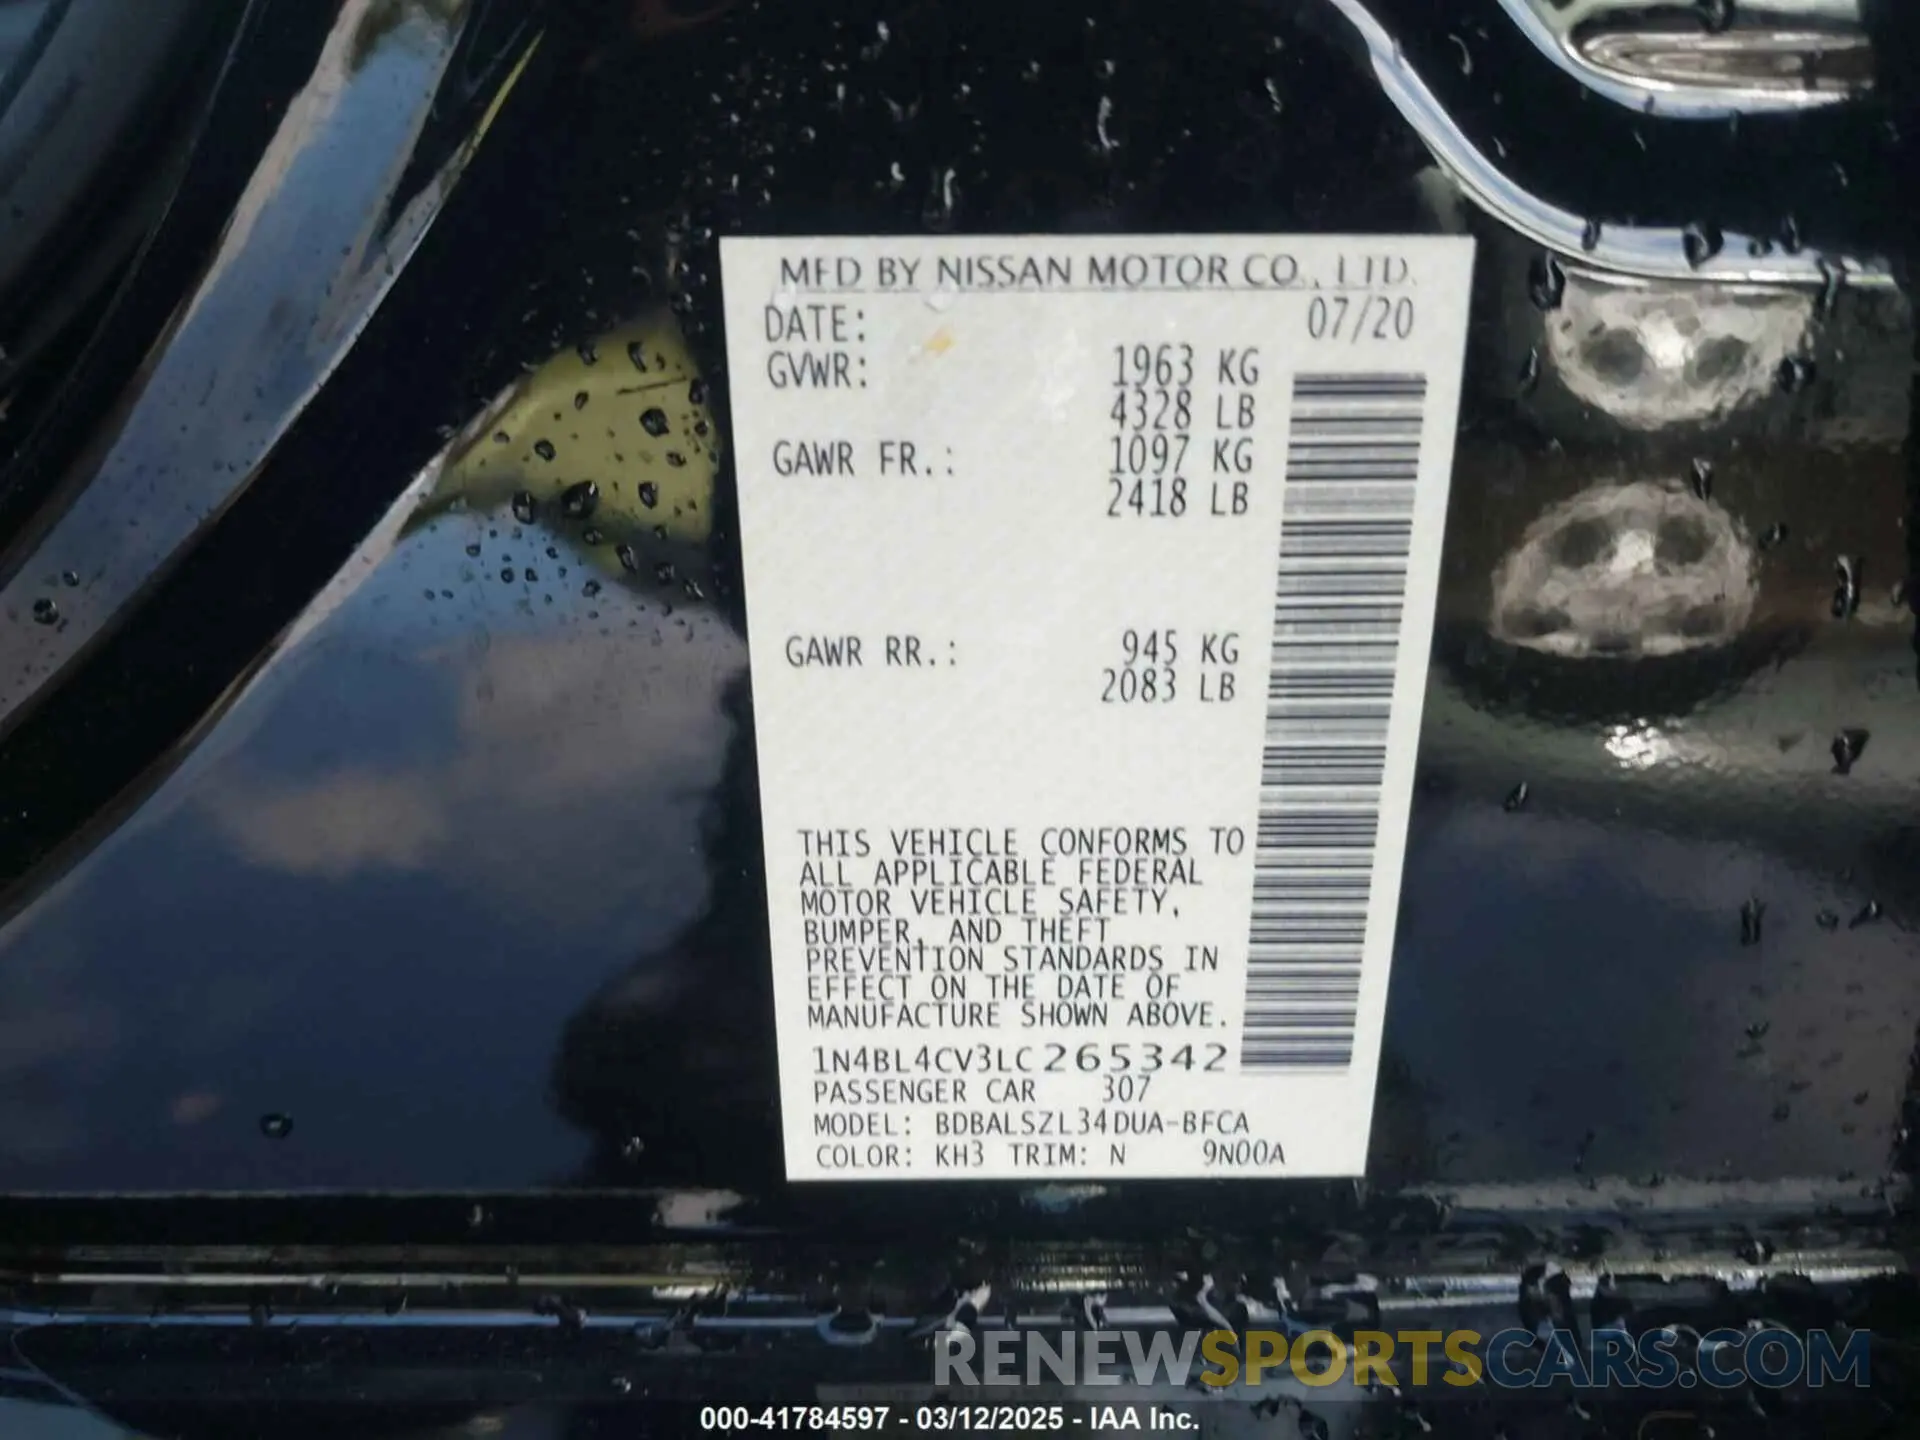 MFD BY NISSAN MOTOR CO., LTD.
DATE: 07/20
GVWR: 1963 KG
4328 LB
GAWR FR.: 1097 KG
2418 LB
GAWR RR.: 945 KG
2083 LB
THIS VEHICLE CONFORMS TO
ALL APPLICABLE FEDERAL
MOTOR VEHICLE SAFETY,
BUMPER, AND THEFT
PREVENTION STANDARDS IN
EFFECT ON THE DATE OF
MANUFACTURE SHOWN ABOVE.
1N4BL4CV3LC265342
PASSENGER CAR 307
MODEL: BDBALSZL34DUA-BFCA
COLOR: KH3 TRIM: N 9N00A
RENEWSPORTSCARS.COM
000-41784597 - 03/12/2025 - IAA Inc.